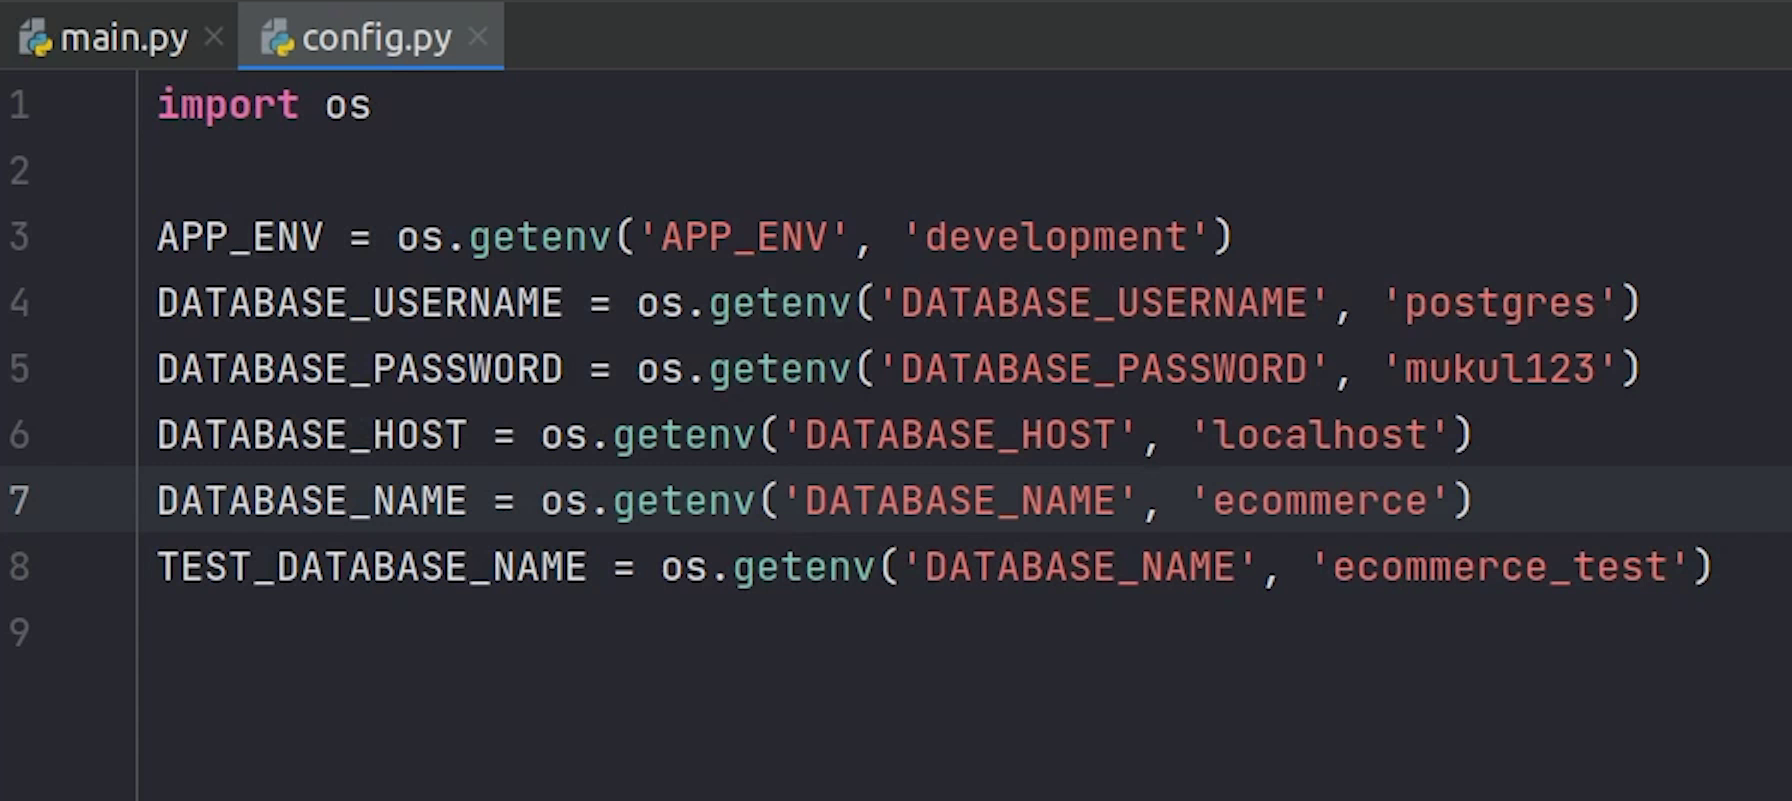 main.py config.py
1 import os
2
3 APP_ENV = os.getenv('APP_ENV', 'development')
4 DATABASE_USERNAME = os.getenv('DATABASE_USERNAME', 'postgres')
5 DATABASE_PASSWORD = os.getenv('DATABASE_PASSWORD', 'mukul123')
6 DATABASE_HOST = os.getenv('DATABASE_HOST', 'localhost')
7 DATABASE_NAME = os.getenv('DATABASE_NAME', 'ecommerce')
8 TEST_DATABASE_NAME = os.getenv('DATABASE_NAME', 'ecommerce_test')
9